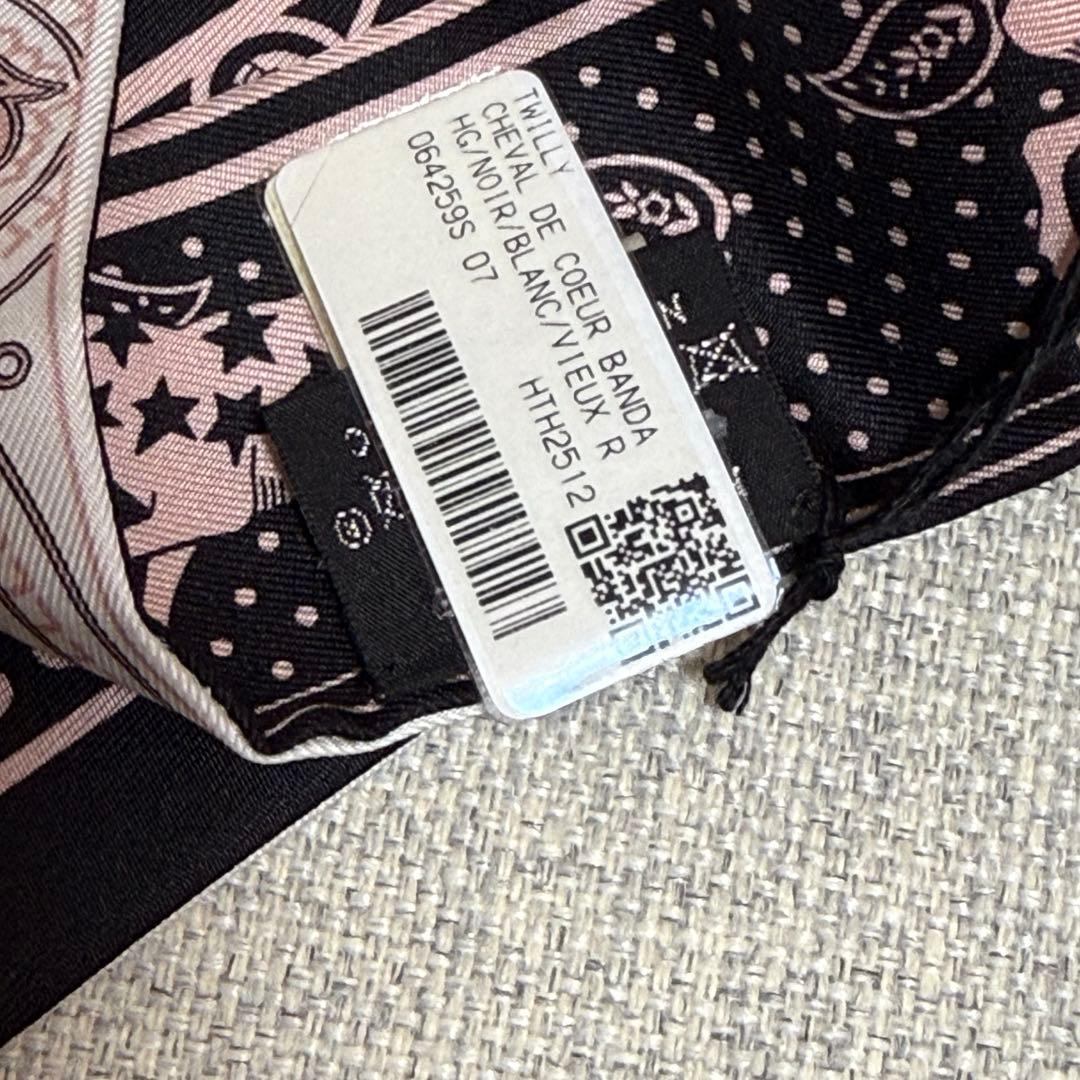 TWILLY
CHEVAL DE COEUR BANDA
HG/NOIR/BLANC/VIEUX R
064259S 07
HTH2512